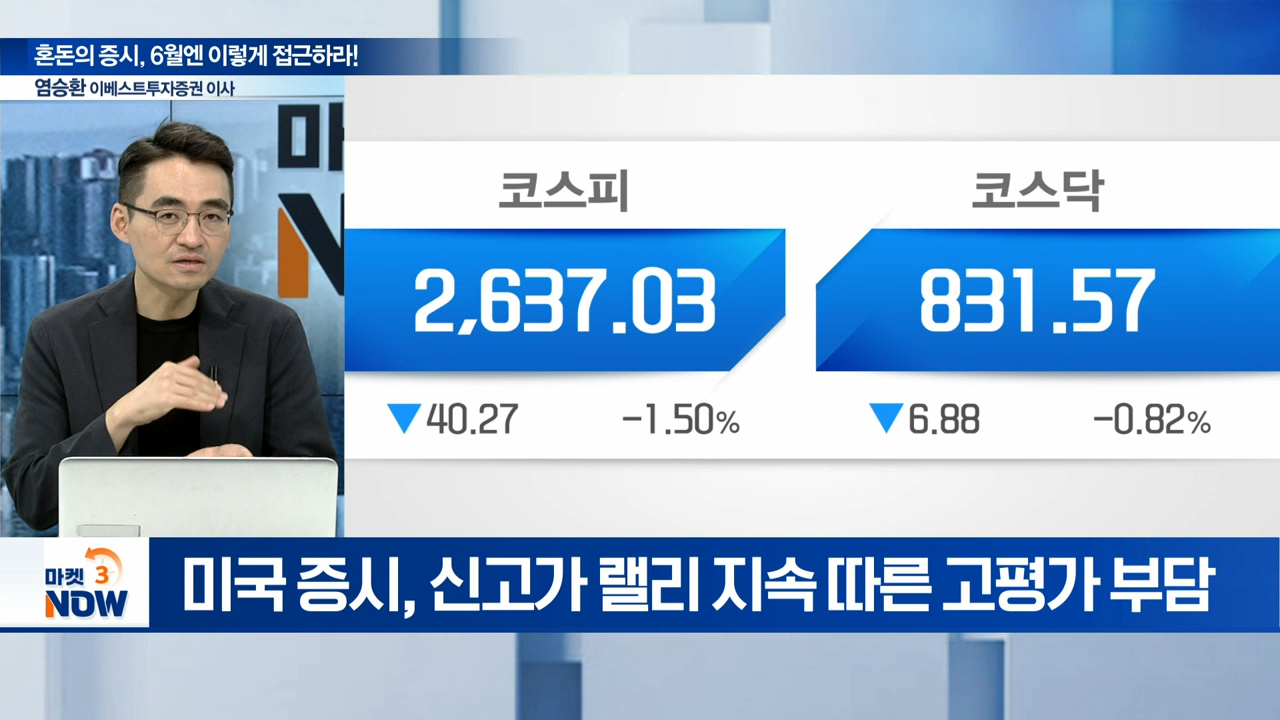 혼돈의 증시, 6월엔 이렇게 접근하라!
염승환 이베스트투자증권 이사
마
N
코스피
코스닥
2,637.03
831.57
▼40.27 -1.50%
▼6.88 -0.82%
마켓 3
NOW
미국 증시, 신고가 랠리 지속 따른 고평가 부담